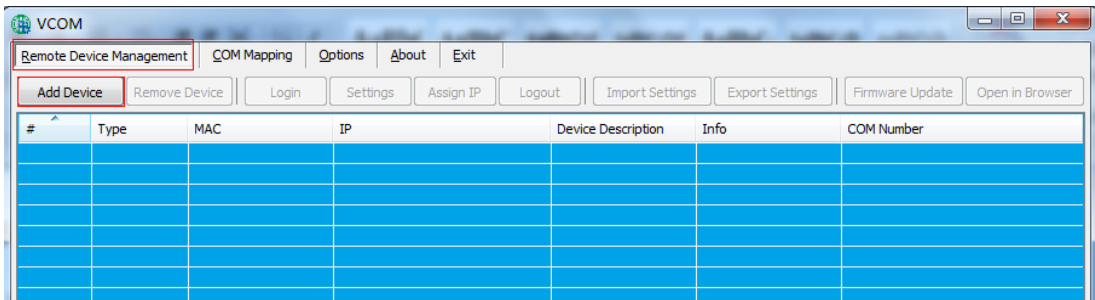 VCOM
Remote Device Management COM Mapping Options About Exit
Add Device Remove Device Login Settings Assign IP Logout Import Settings Export Settings Firmware Update Open in Browser
# Type MAC IP Device Description Info COM Number